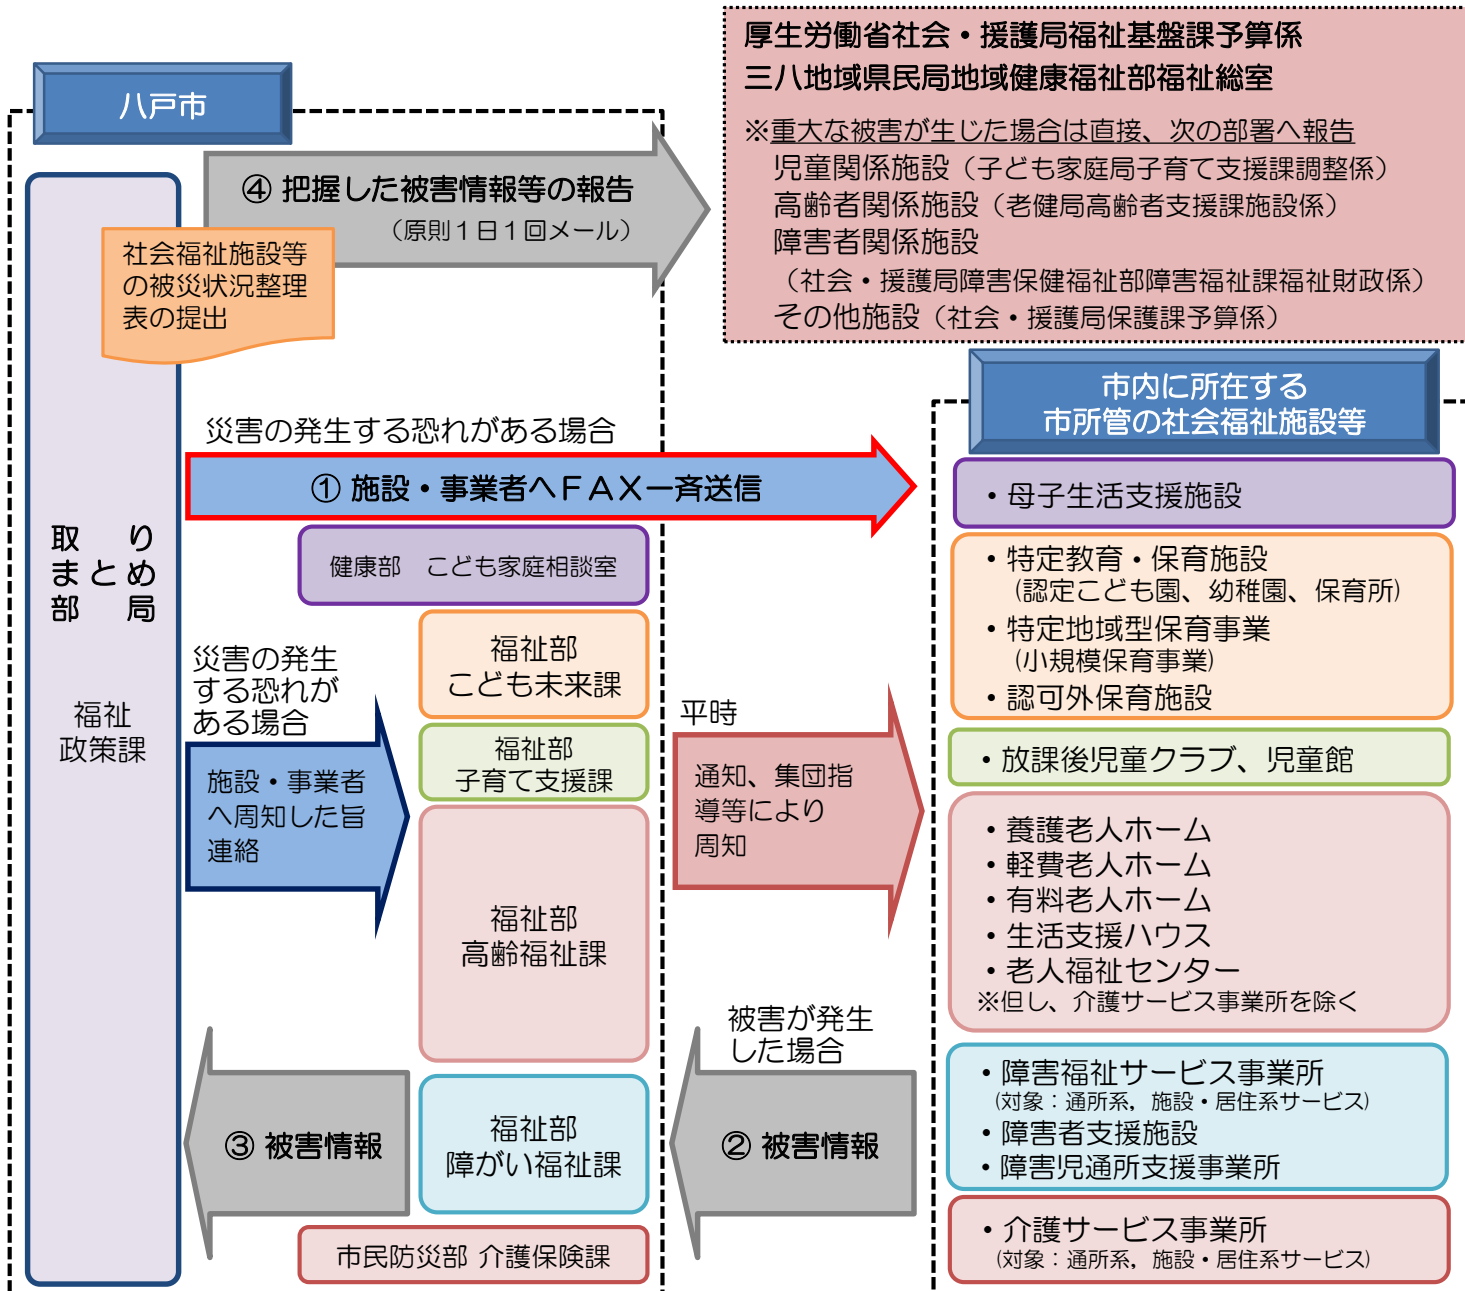 厚生労働省社会・援護局福祉基盤課予算係
三八地域県民局地域健康福祉部福祉総室
※重大な被害が生じた場合は直接、次の部署へ報告
児童関係施設（子ども家庭局子育て支援課調整係）
高齢者関係施設（老健局高齢者支援課施設係）
障害者関係施設
（社会・援護局障害保健福祉部障害福祉課福祉財政係）
その他施設（社会・援護局保護課予算係）
八戸市
④ 把握した被害情報等の報告
（原則１日１回メール）
社会福祉施設等
の被災状況整理
表の提出
取り
まとめ
部局
福祉
政策課
災害の発生する恐れがある場合
① 施設・事業者へＦＡＸ一斉送信
健康部　こども家庭相談室
福祉部
こども未来課
福祉部
子育て支援課
福祉部
高齢福祉課
福祉部
障がい福祉課
市民防災部 介護保険課
災害の発生
する恐れが
ある場合
施設・事業者
へ周知した旨
連絡
③ 被害情報
平時
通知、集団指
導等により
周知
被害が発生
した場合
② 被害情報
市内に所在する
市所管の社会福祉施設等
・母子生活支援施設
・特定教育・保育施設
(認定こども園、幼稚園、保育所)
・特定地域型保育事業
(小規模保育事業)
・認可外保育施設
・放課後児童クラブ、児童館
・養護老人ホーム
・軽費老人ホーム
・有料老人ホーム
・生活支援ハウス
・老人福祉センター
※但し、介護サービス事業所を除く
・障害福祉サービス事業所
(対象：通所系，施設・居住系サービス)
・障害者支援施設
・障害児通所支援事業所
・介護サービス事業所
(対象：通所系，施設・居住系サービス)